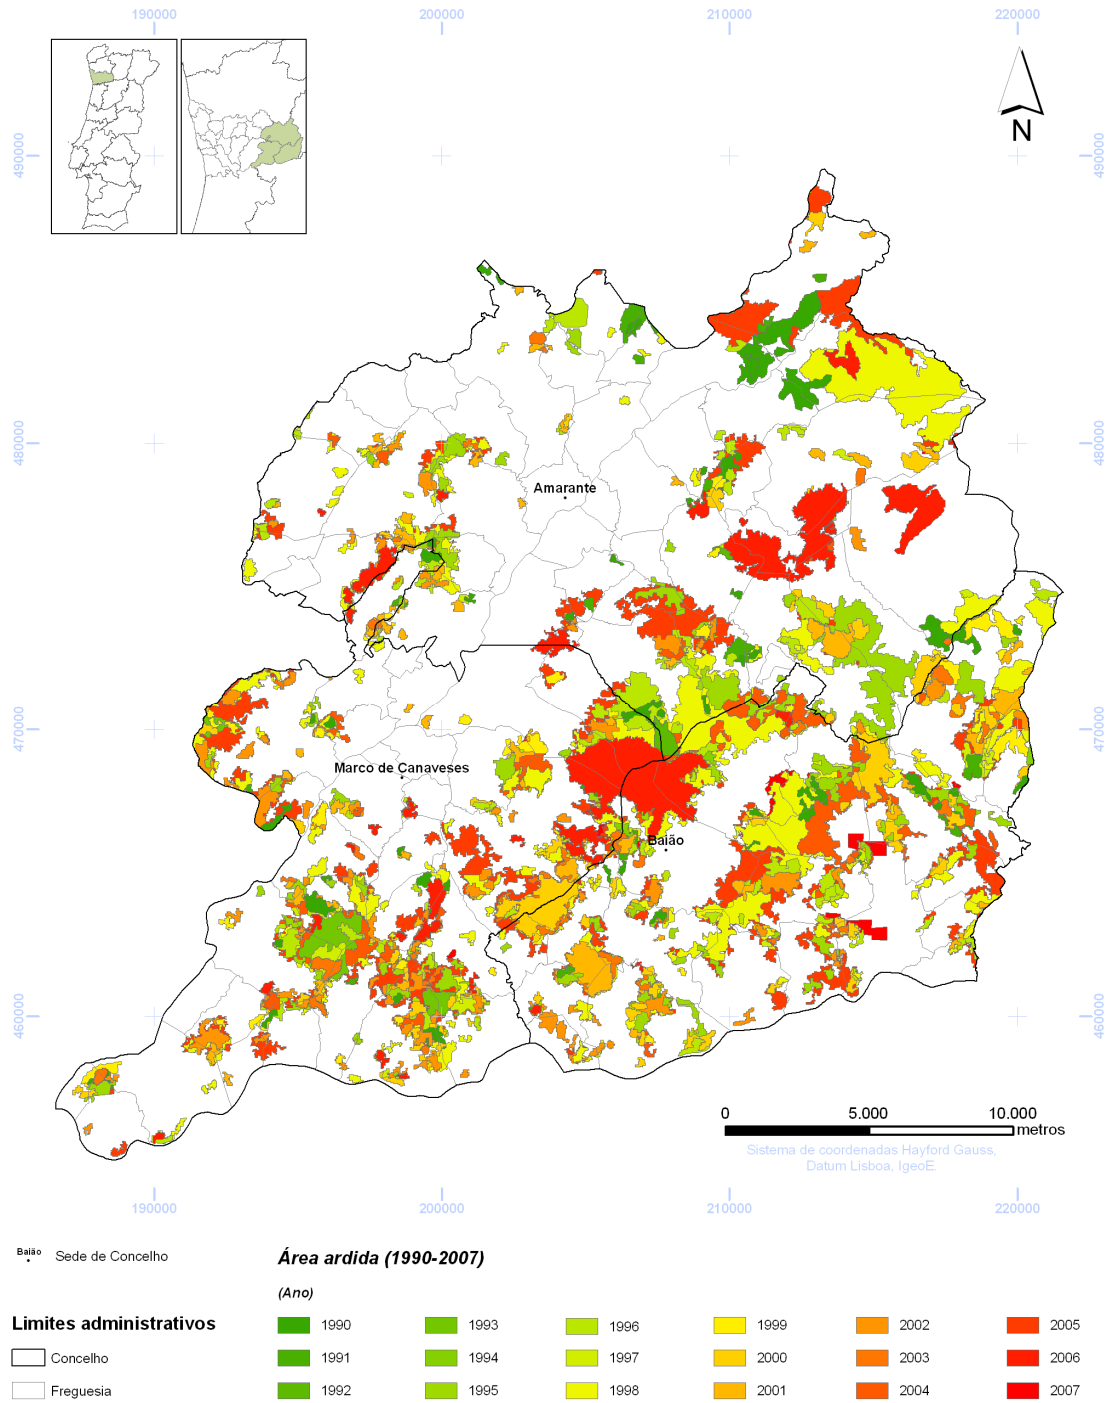 190000 200000 210000 220000
490000 490000
N
480000 480000
Amarante
470000 470000
Marco de Canaveses
Baião
460000 460000
0 5.000 10.000
metros
Sistema de coordenadas Hayford Gauss,
Datum Lisboa, IgeoE.
190000 200000 210000 220000
Baião Sede de Concelho
Área ardida (1990-2007)
(Ano)
Limites administrativos
Concelho
Freguesia
1990 1993 1996 1999 2002 2005
1991 1994 1997 2000 2003 2006
1992 1995 1998 2001 2004 2007